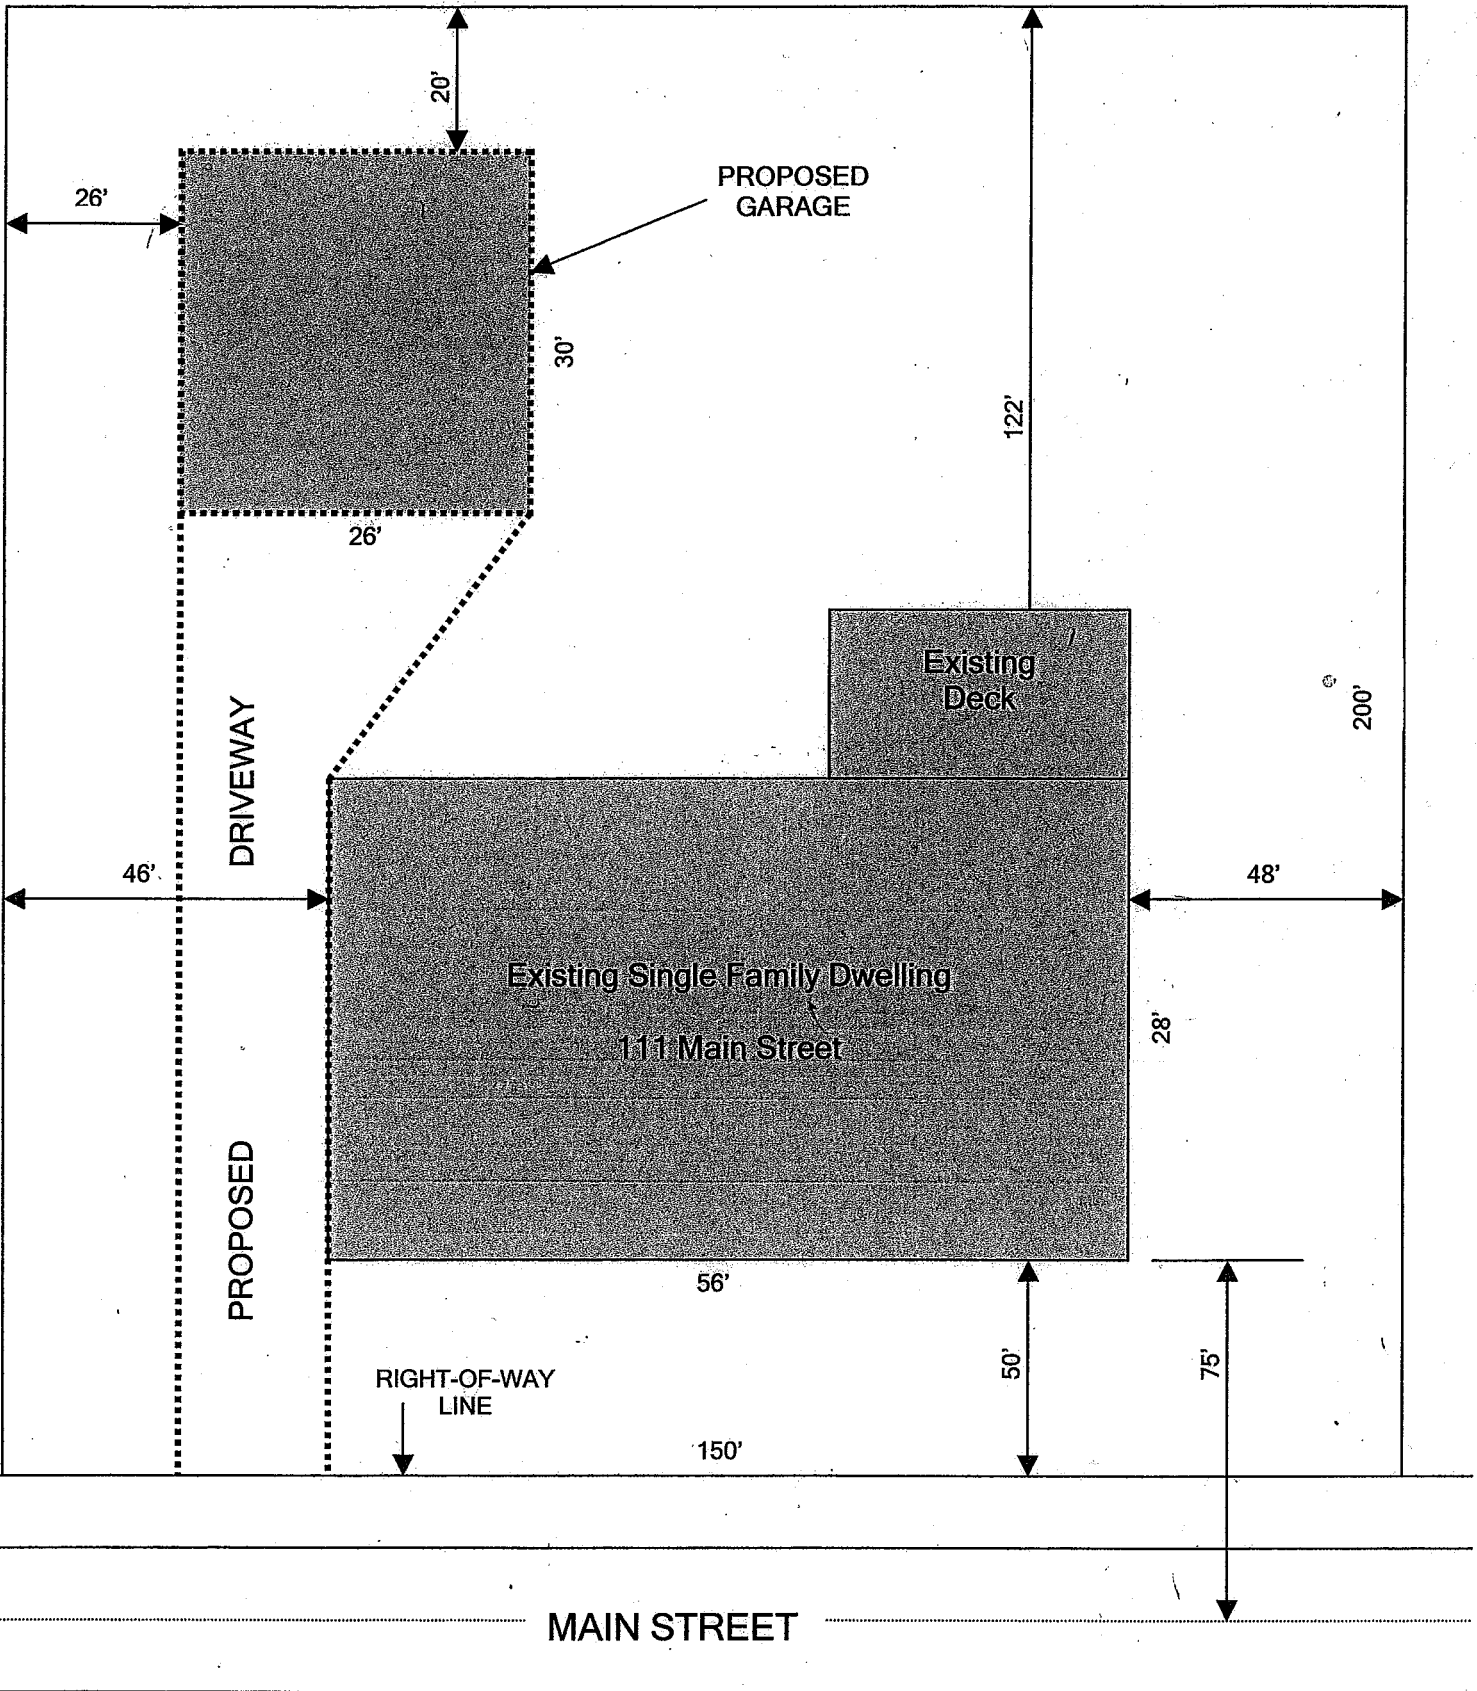 20'
26'
PROPOSED
GARAGE
30'
122'
26'
Existing
Deck
200'
DRIVEWAY
46'
48'
Existing Single Family Dwelling
111 Main Street
28'
PROPOSED
56'
RIGHT-OF-WAY
LINE
50'
75'
150'
MAIN STREET